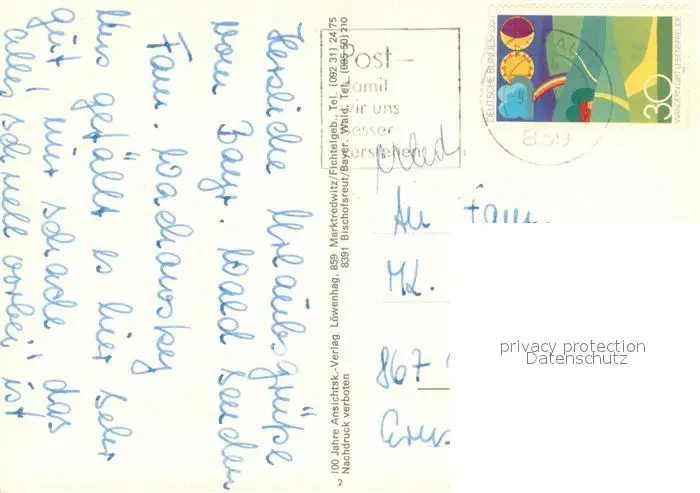 Herzliche Urlaubsgrüße
vom Bayr. Wald senden
Fam.
Uns gefällt es hier sehr
gut nur schade das
alles schnell vorbei ist
100 Jahre Ansichtsk.-Verlag Löwenhag, 859 Marktredwitz/Fichtelgeb., Tel. (092 31) 24 75
8391 Bischofsreut/Bayer. Wald, Tel. (085 50) 210
Nachdruck verboten
2
Post-
damit
wir uns
besser
verstehen
859
DEUTSCHE BUNDESPOST
30
WANDERN GIBT LEBENSFREUDE
An Fam.
867
privacy protection
Datenschutz